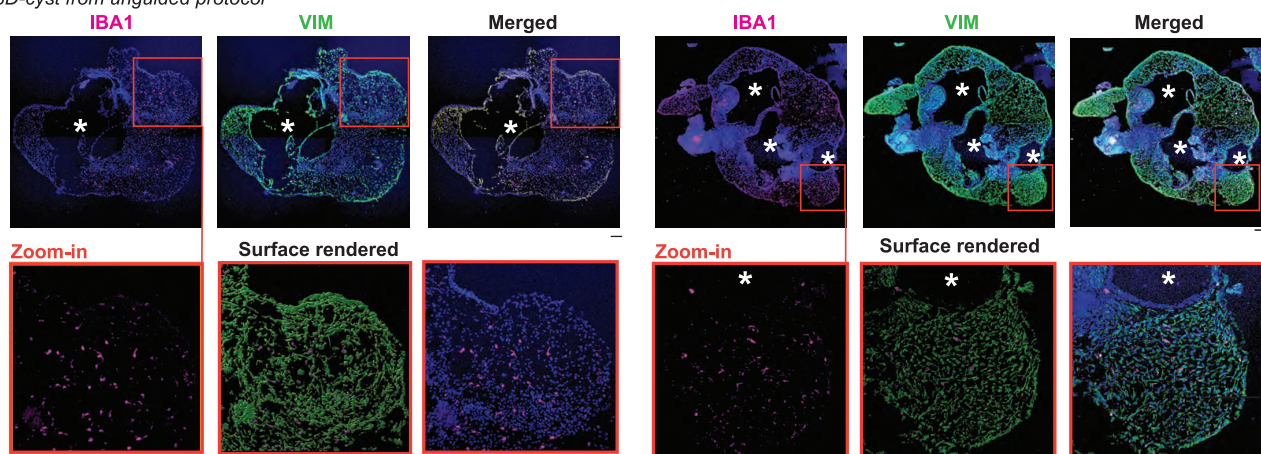 3D-cyst from unguided protocol
IBA1 VIM Merged IBA1 VIM Merged
* * * * * * * * * * * *
Zoom-in Surface rendered Zoom-in Surface rendered
* * *